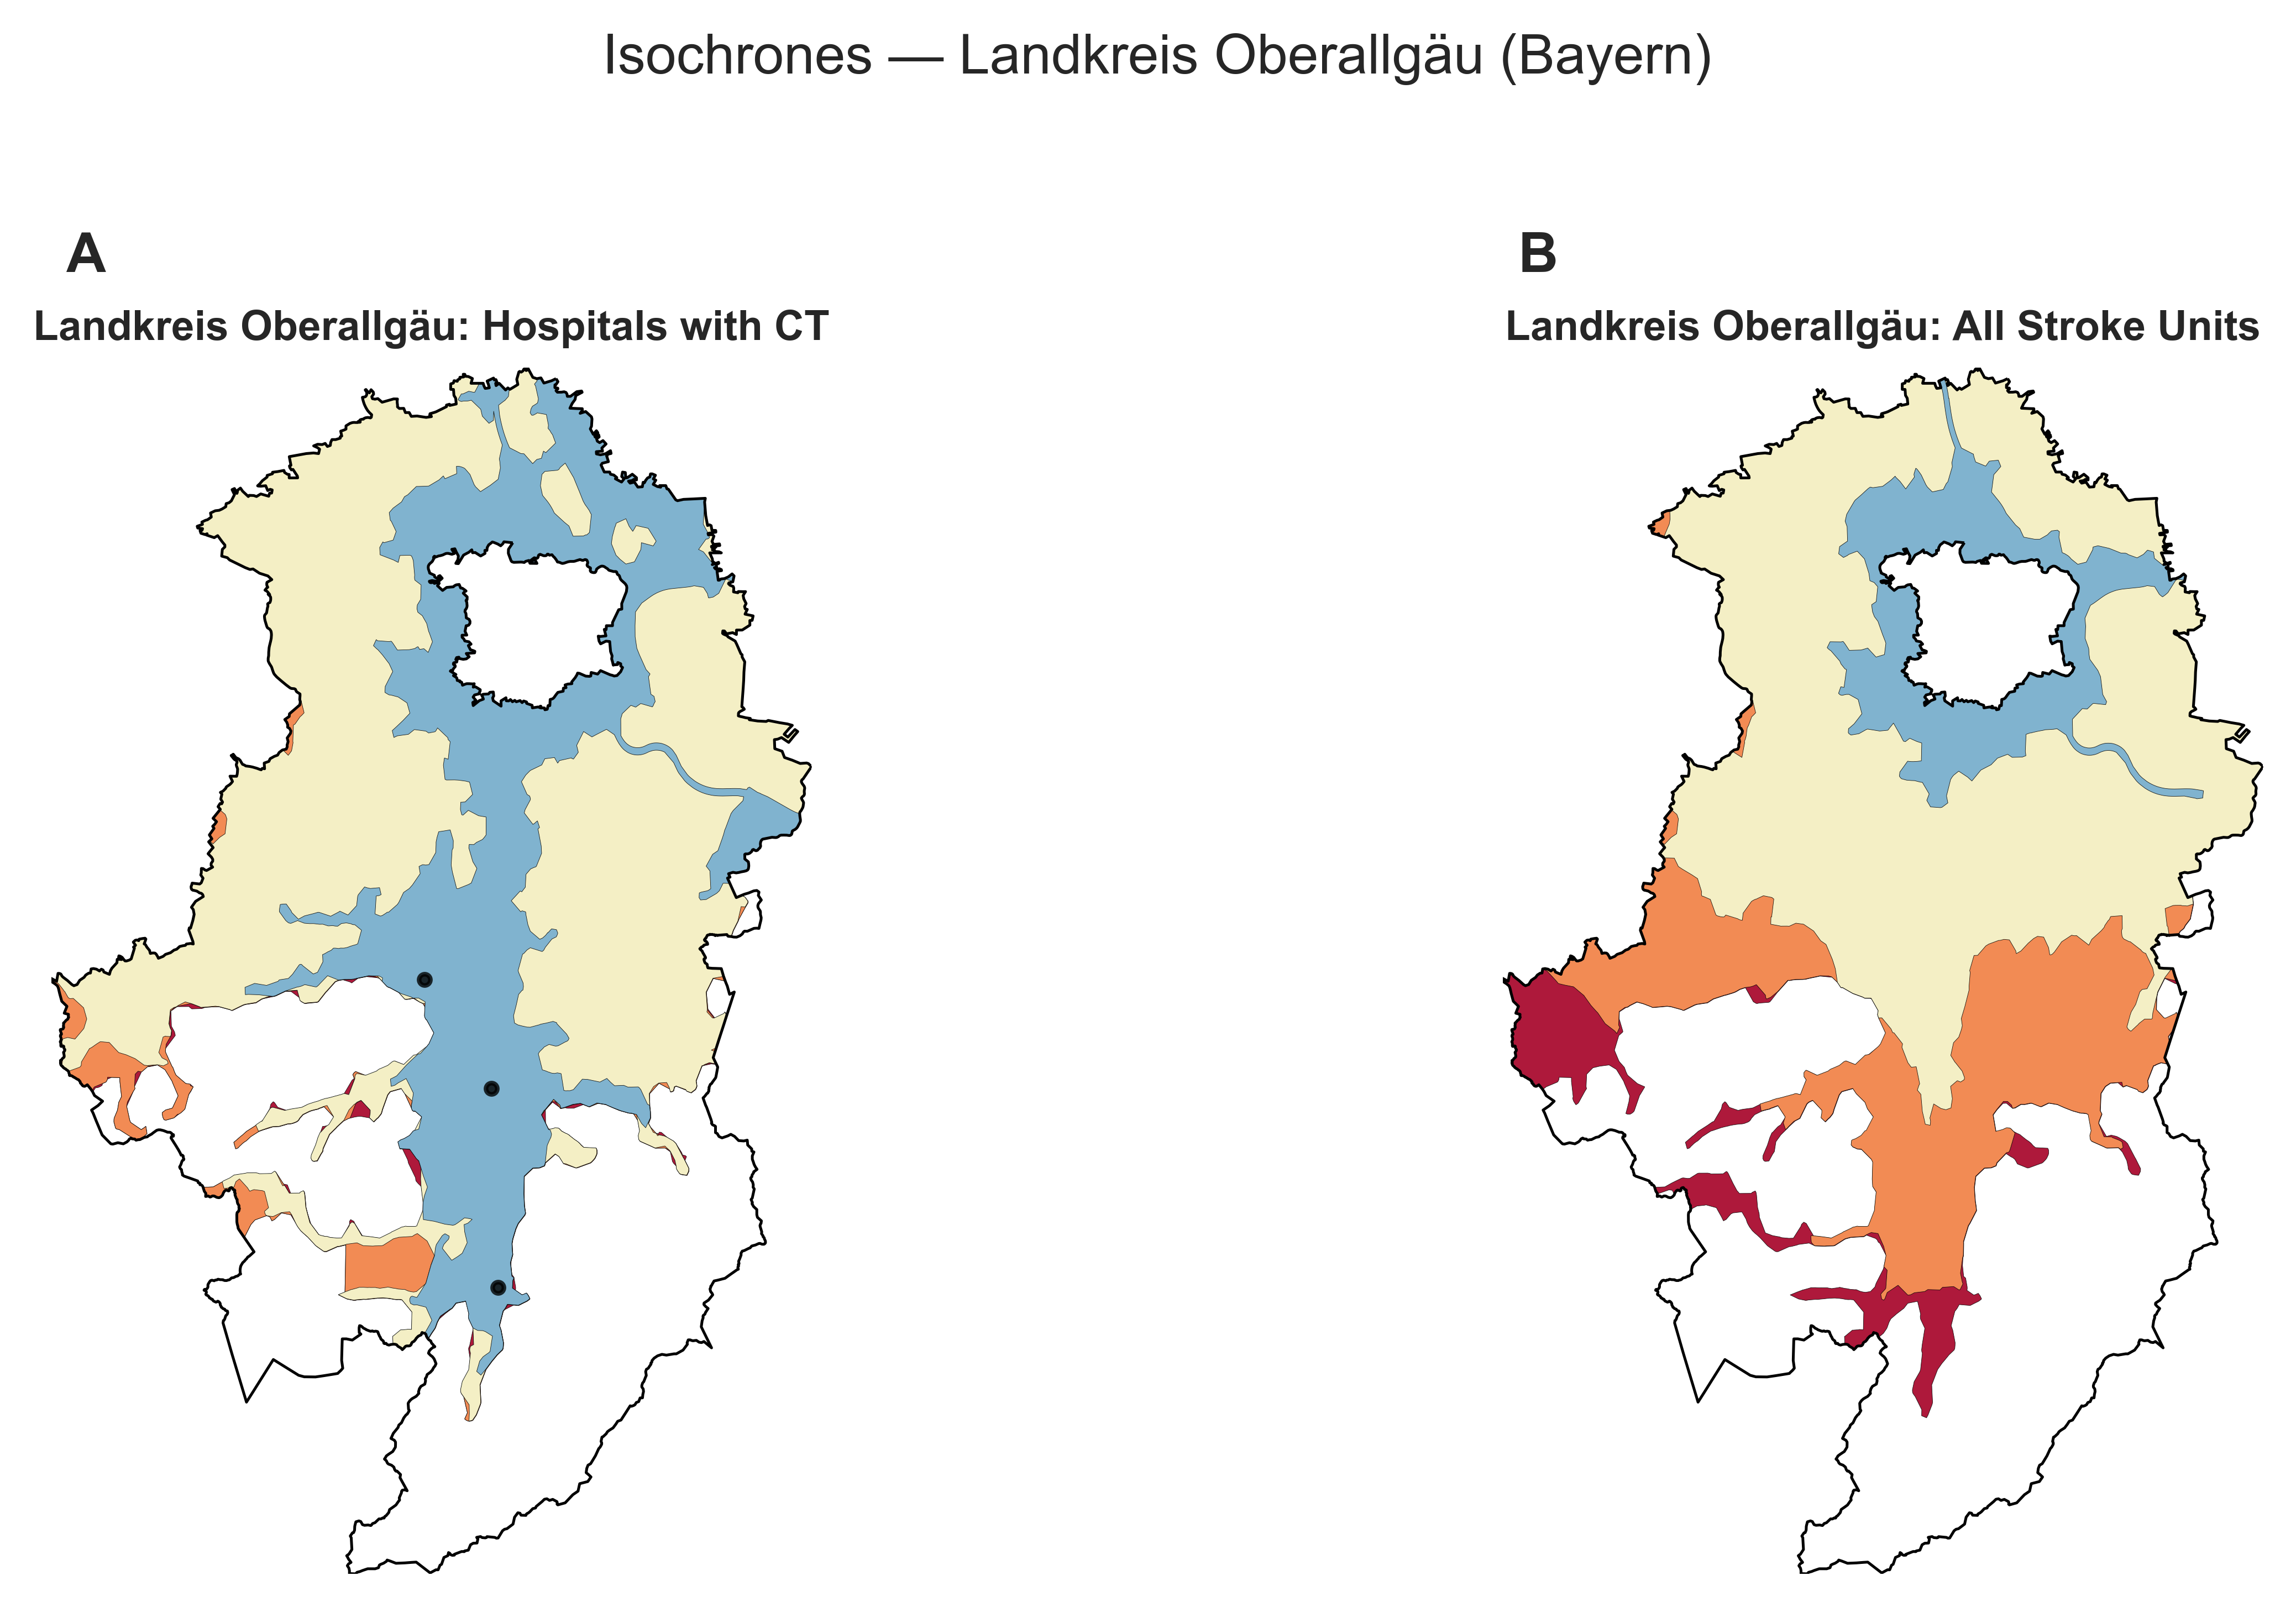 Isochrones — Landkreis Oberallgäu (Bayern)
A
Landkreis Oberallgäu: Hospitals with CT
B
Landkreis Oberallgäu: All Stroke Units